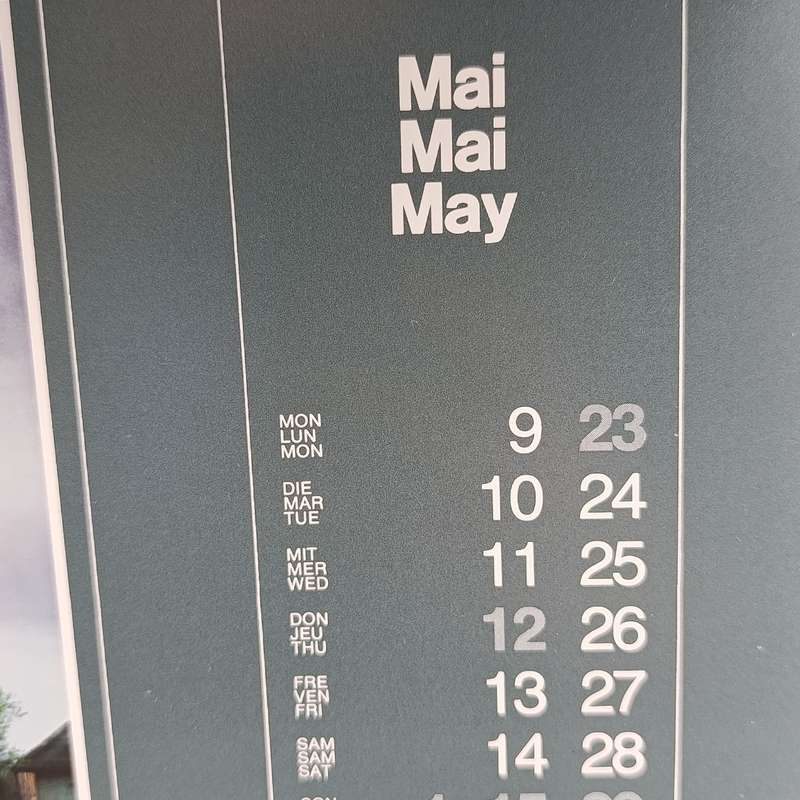 Mai
Mai
May
MON
LUN
MON
9 23
DIE
MAR
TUE
10 24
MIT
MER
WED
11 25
DON
JEU
THU
12 26
FRE
VEN
FRI
13 27
SAM
SAM
SAT
14 28